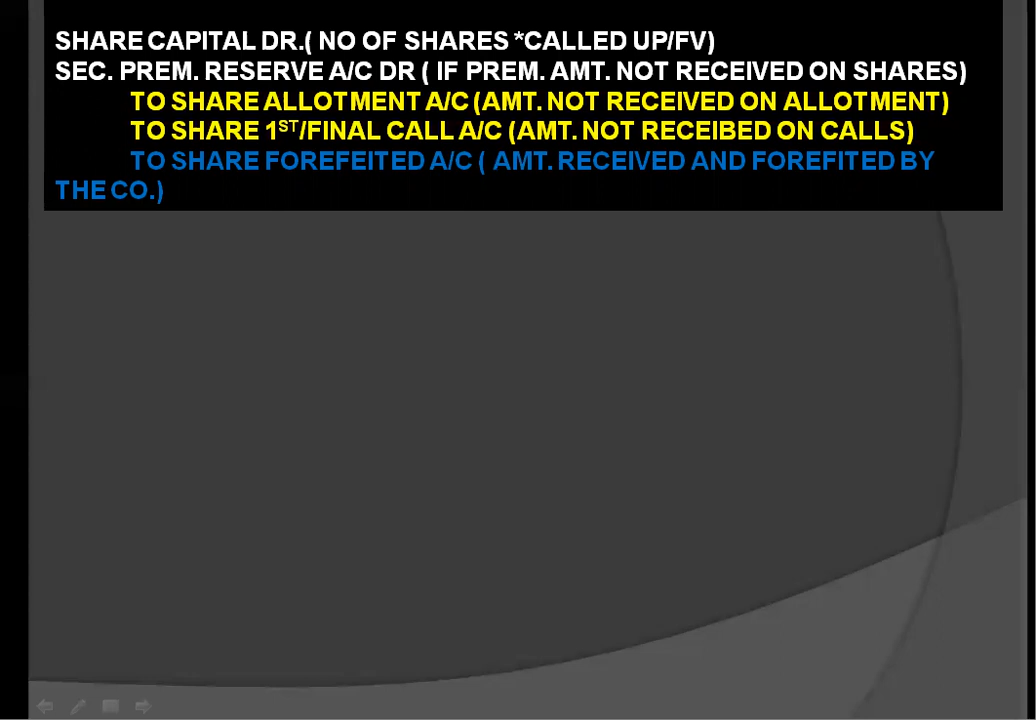 SHARE CAPITAL DR.( NO OF SHARES *CALLED UP/FV)
SEC. PREM. RESERVE A/C DR ( IF PREM. AMT. NOT RECEIVED ON SHARES)
TO SHARE ALLOTMENT A/C (AMT. NOT RECEIVED ON ALLOTMENT)
TO SHARE 1ST/FINAL CALL A/C (AMT. NOT RECEIBED ON CALLS)
TO SHARE FOREFEITED A/C ( AMT. RECEIVED AND FOREFITED BY
THE CO.)